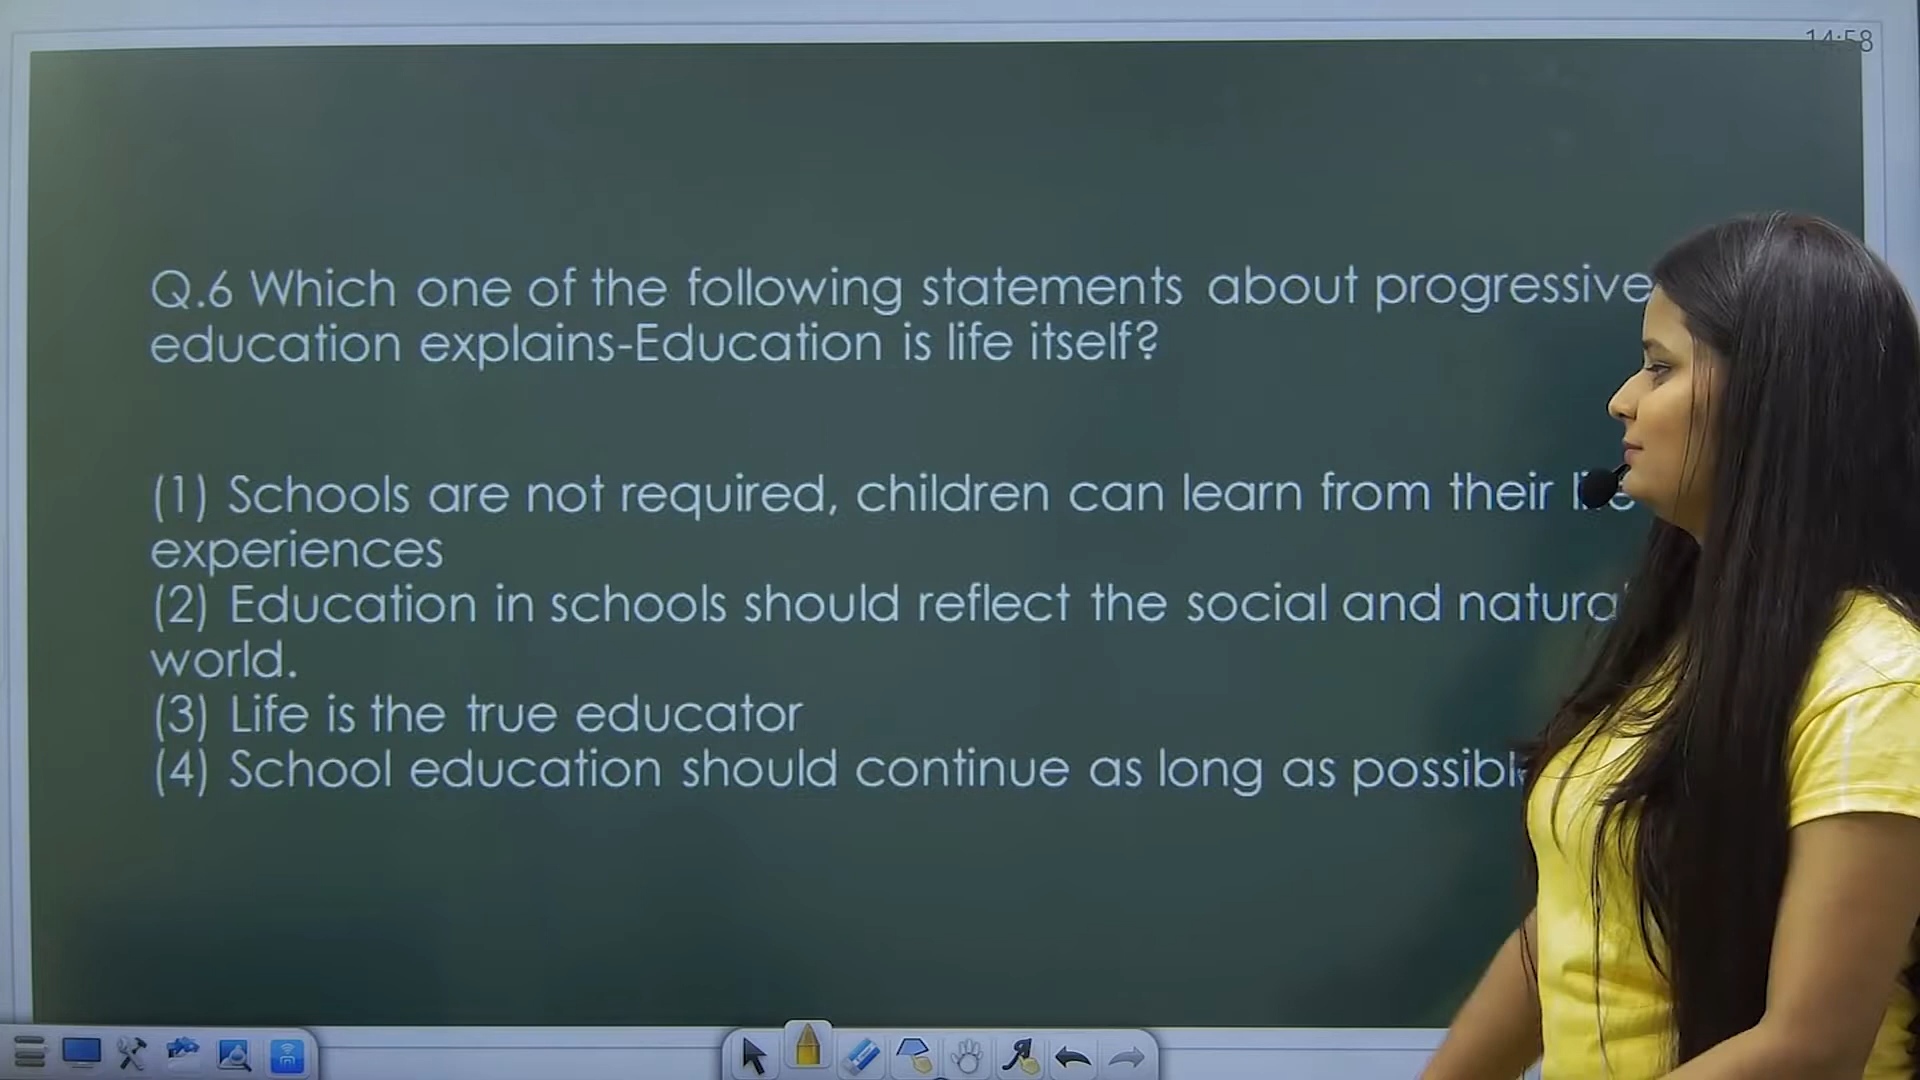 14:58
Q.6 Which one of the following statements about progressive
education explains-Education is life itself?
(1) Schools are not required, children can learn from their
experiences
(2) Education in schools should reflect the social and natural
world.
(3) Life is the true educator
(4) School education should continue as long as